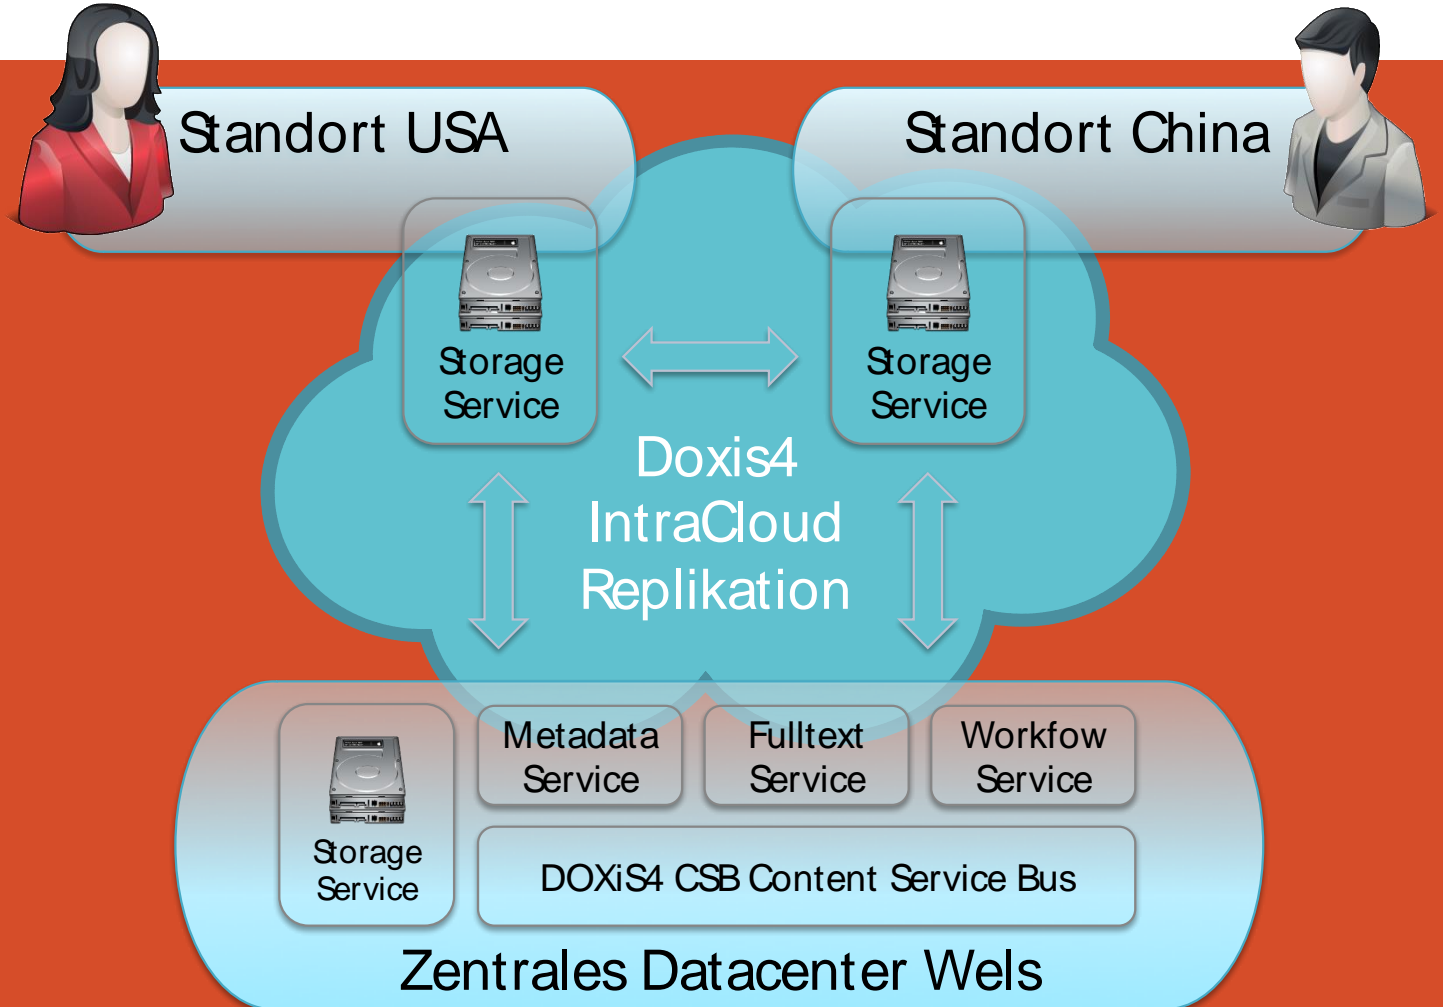 Standort USA
Standort China
Storage
Service
Storage
Service
Doxis4
IntraCloud
Replikation
Metadata
Service
Fulltext
Service
Workfow
Service
Storage
Service
DOXiS4 CSB Content Service Bus
Zentrales Datacenter Wels